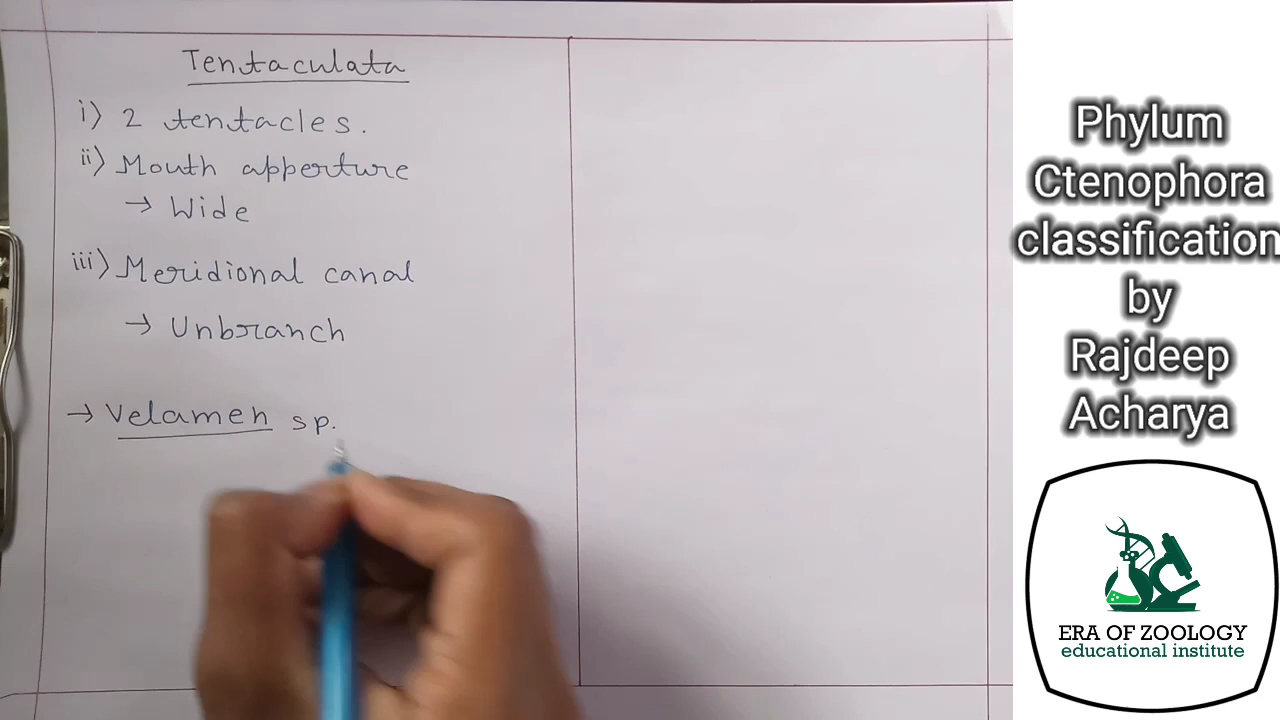 Tentaculata
i) 2 tentacles.
ii) Mouth apperture
→ Wide
iii) Meridional canal
→ Unbranch
→ Velamen sp.
Phylum
Ctenophora
classification
by
Rajdeep
Acharya
ERA OF ZOOLOGY
educational institute